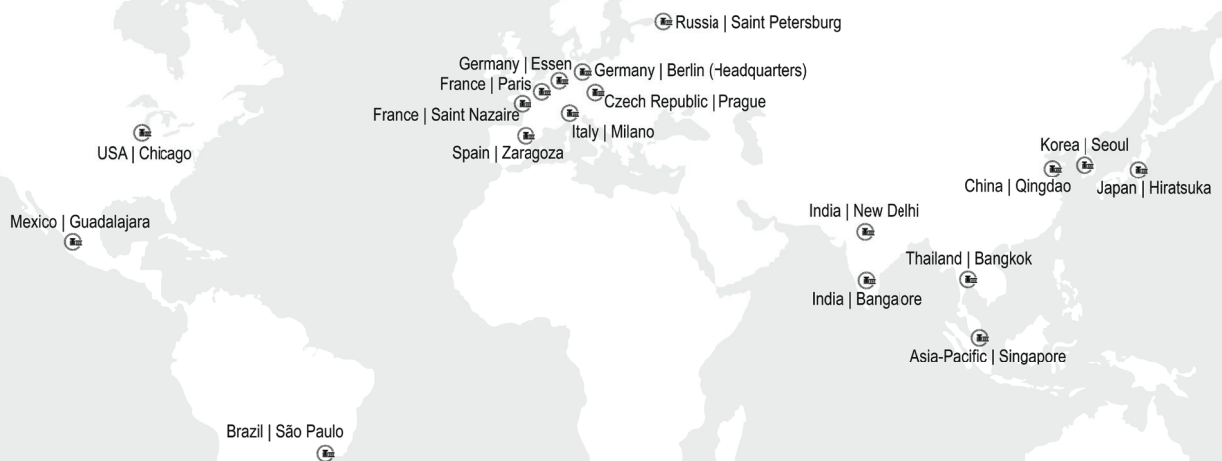 Russia | Saint Petersburg
Germany | Essen
Germany | Berlin (Headquarters)
France | Paris
Czech Republic | Prague
France | Saint Nazaire
Italy | Milano
USA | Chicago
Spain | Zaragoza
Korea | Seoul
China | Qingdao
Japan | Hiratsuka
Mexico | Guadalajara
India | New Delhi
Thailand | Bangkok
India | Bangalore
Asia-Pacific | Singapore
Brazil | São Paulo